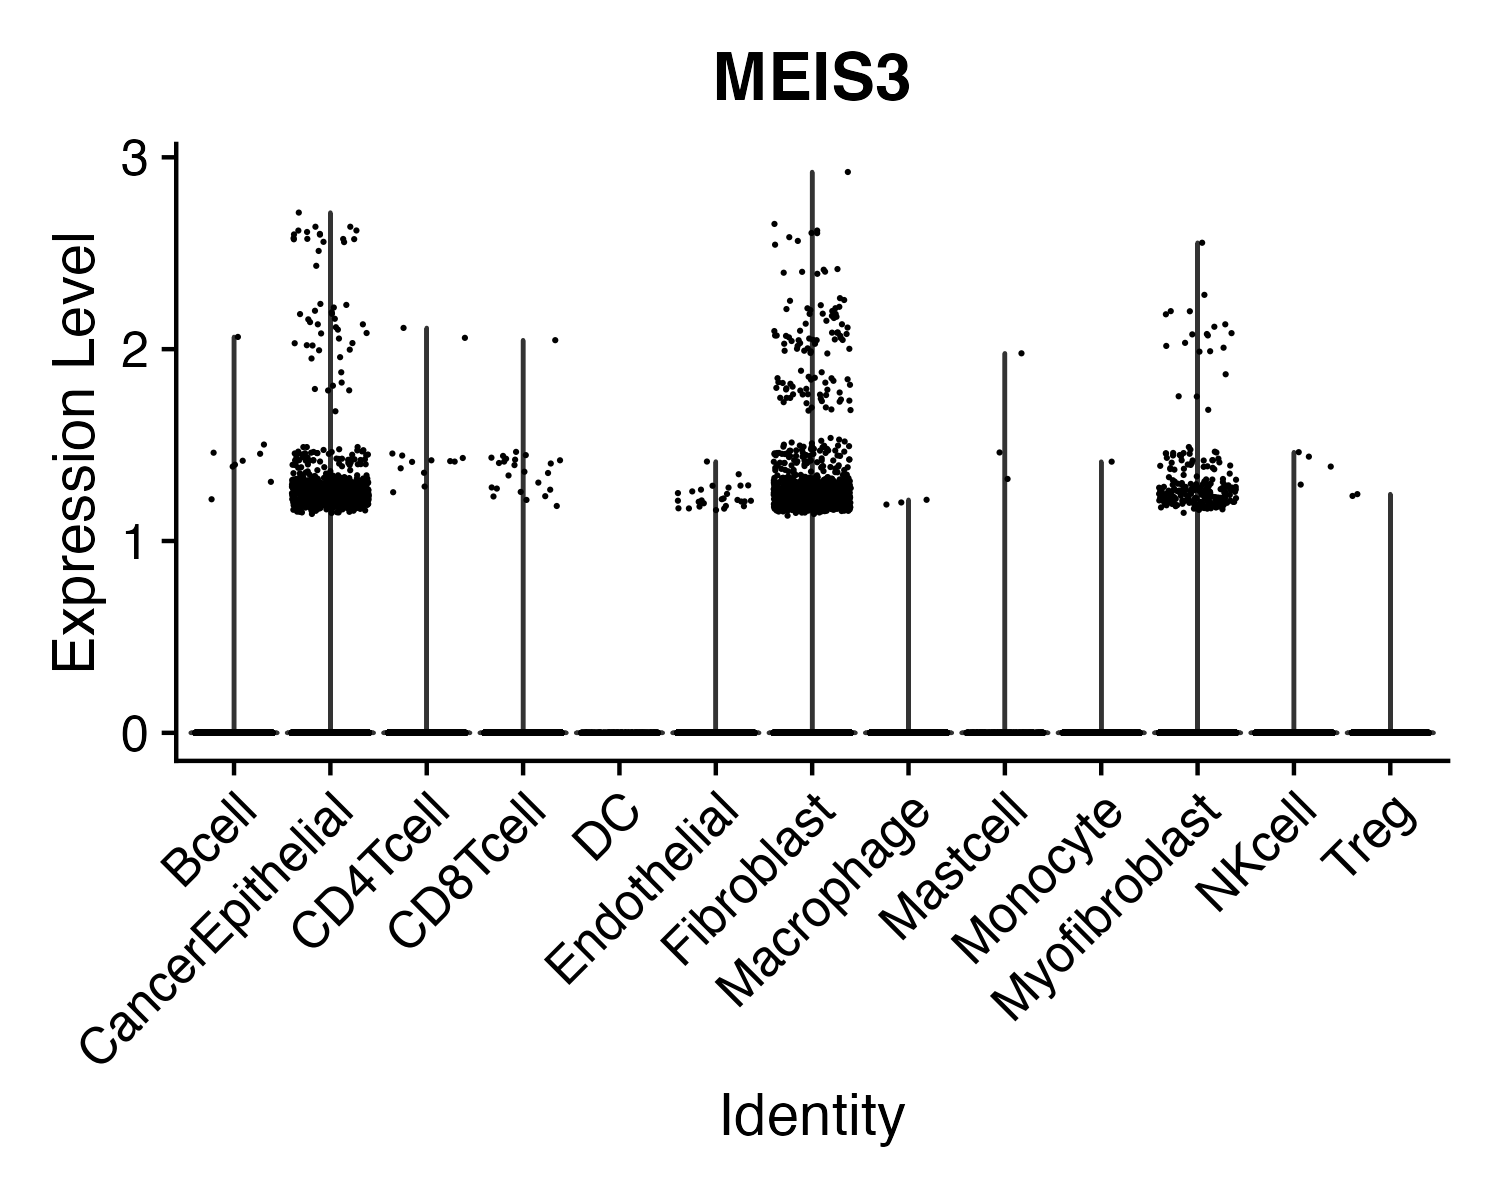 MEIS3
Expression Level
3
2
1
0
Bcell
CancerEpithelial
CD4Tcell
CD8Tcell
DC
Endothelial
Fibroblast
Macrophage
Mastcell
Monocyte
Myofibroblast
NKcell
Treg
Identity